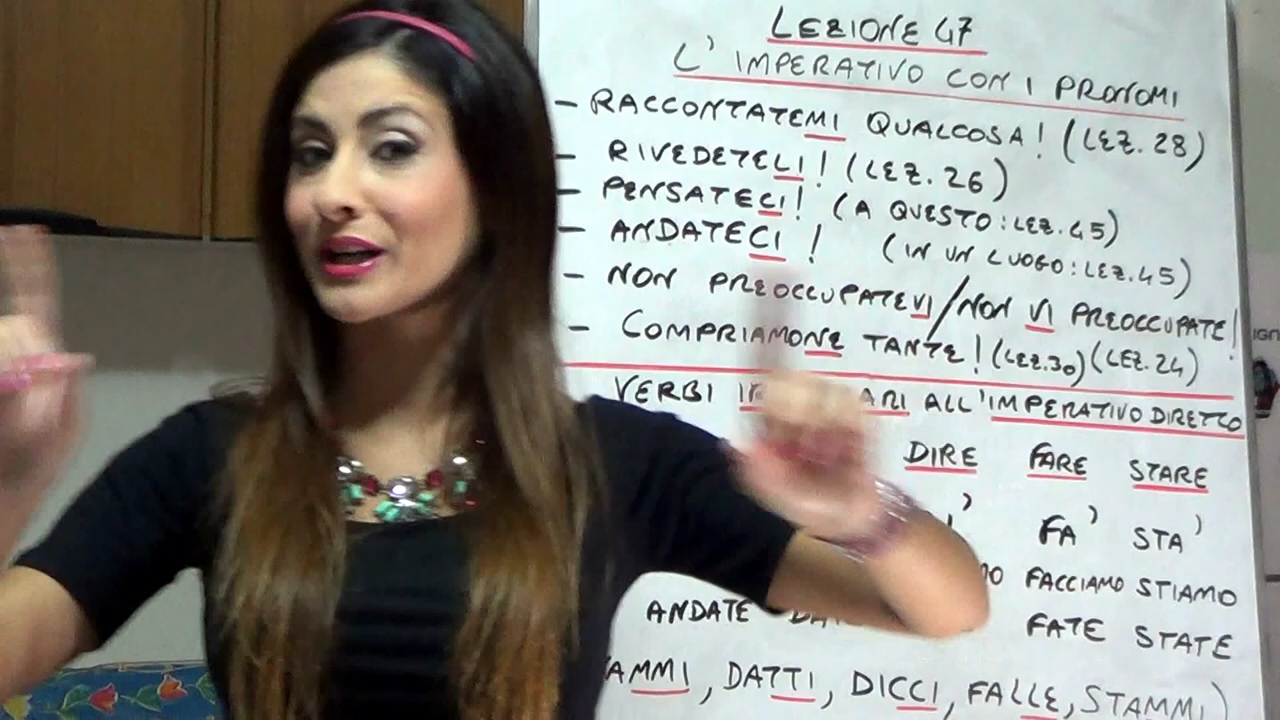 LEZIONE 47
L'IMPERATIVO CON I PRONOMI
- RACCONTATEMI QUALCOSA! (LEZ. 28)
- RIVEDETELI! (LEZ. 26)
- PENSATECI! (A QUESTO: LEZ. 45)
- ANDATECI! (IN UN LUOGO: LEZ. 45)
- NON PREOCCUPATEVI/NON VI PREOCCUPATE!
- COMPRIAMONE TANTE! (LEZ. 30) (LEZ. 24)
VERBI ALL'IMPERATIVO DIRETTO
DIRE FARE STARE
FA' STA'
FACCIAMO STIAMO
ANDATE FATE STATE
DATTI, DICCI, FALLE, STAMMI)